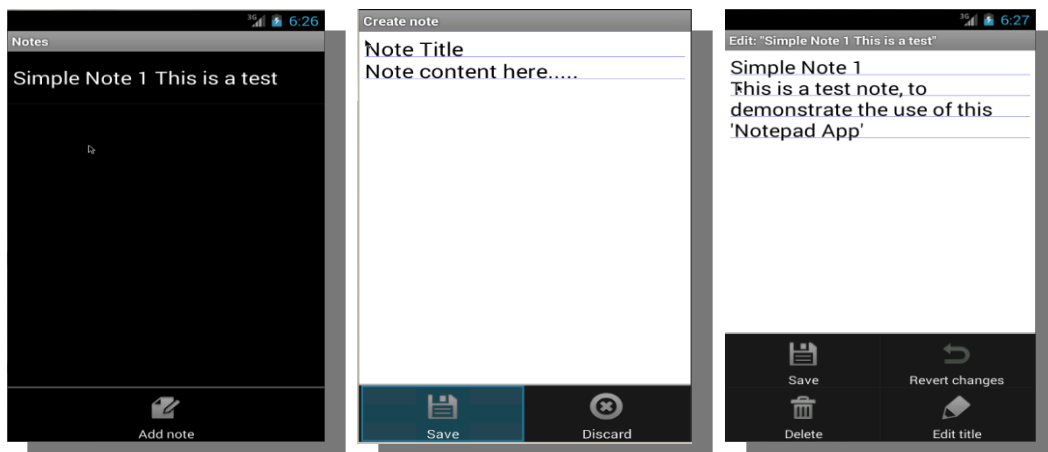 3G 6:26
Notes
Simple Note 1 This is a test
Add note
Create note
Note Title
Note content here.....
Save
Discard
3G 6:27
Edit: "Simple Note 1 This is a test"
Simple Note 1
This is a test note, to
demonstrate the use of this
'Notepad App'
Save
Revert changes
Delete
Edit title